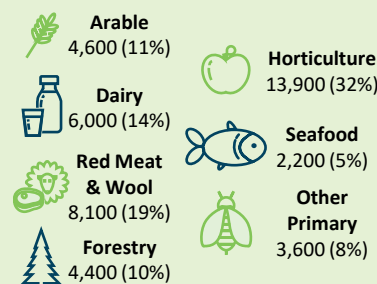 Arable
4,600 (11%)
Dairy
6,000 (14%)
Red Meat
& Wool
8,100 (19%)
Forestry
4,400 (10%)
Horticulture
13,900 (32%)
Seafood
2,200 (5%)
Other
Primary
3,600 (8%)